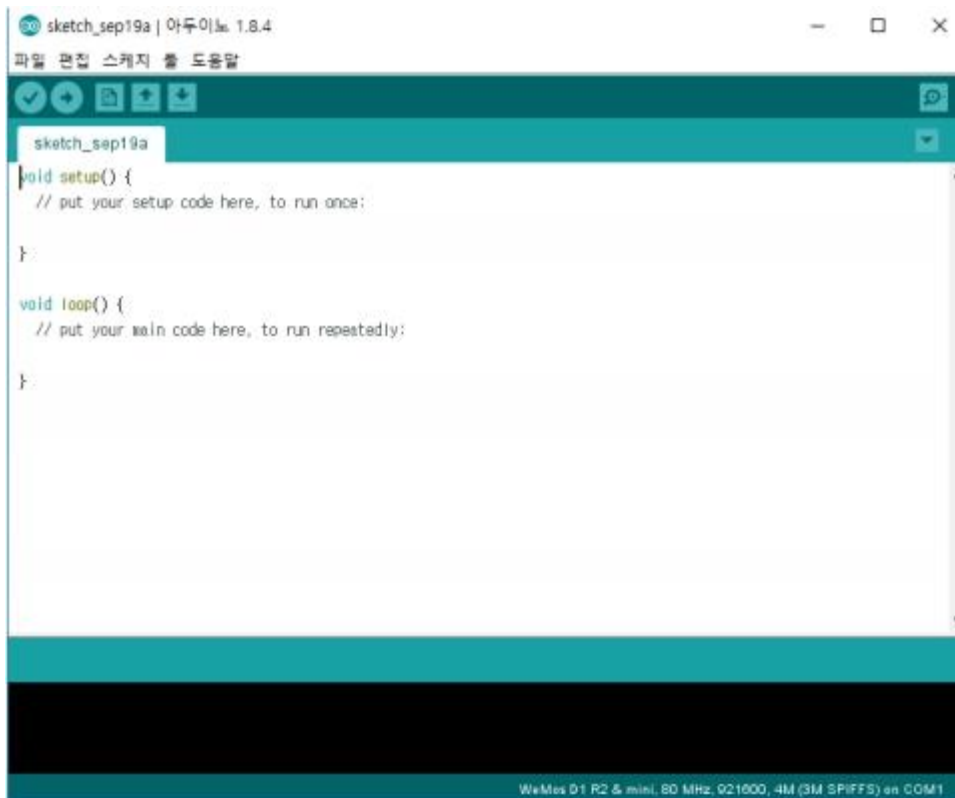 sketch_sep19a | 아두이노 1.8.4
파일 편집 스케치 툴 도움말
sketch_sep19a
void setup() {
// put your setup code here, to run once:
}
void loop() {
// put your main code here, to run repeatedly:
}
WeMos D1 R2 & mini, 80 MHz, 921600, 4M (3M SPIFFS) on COM1